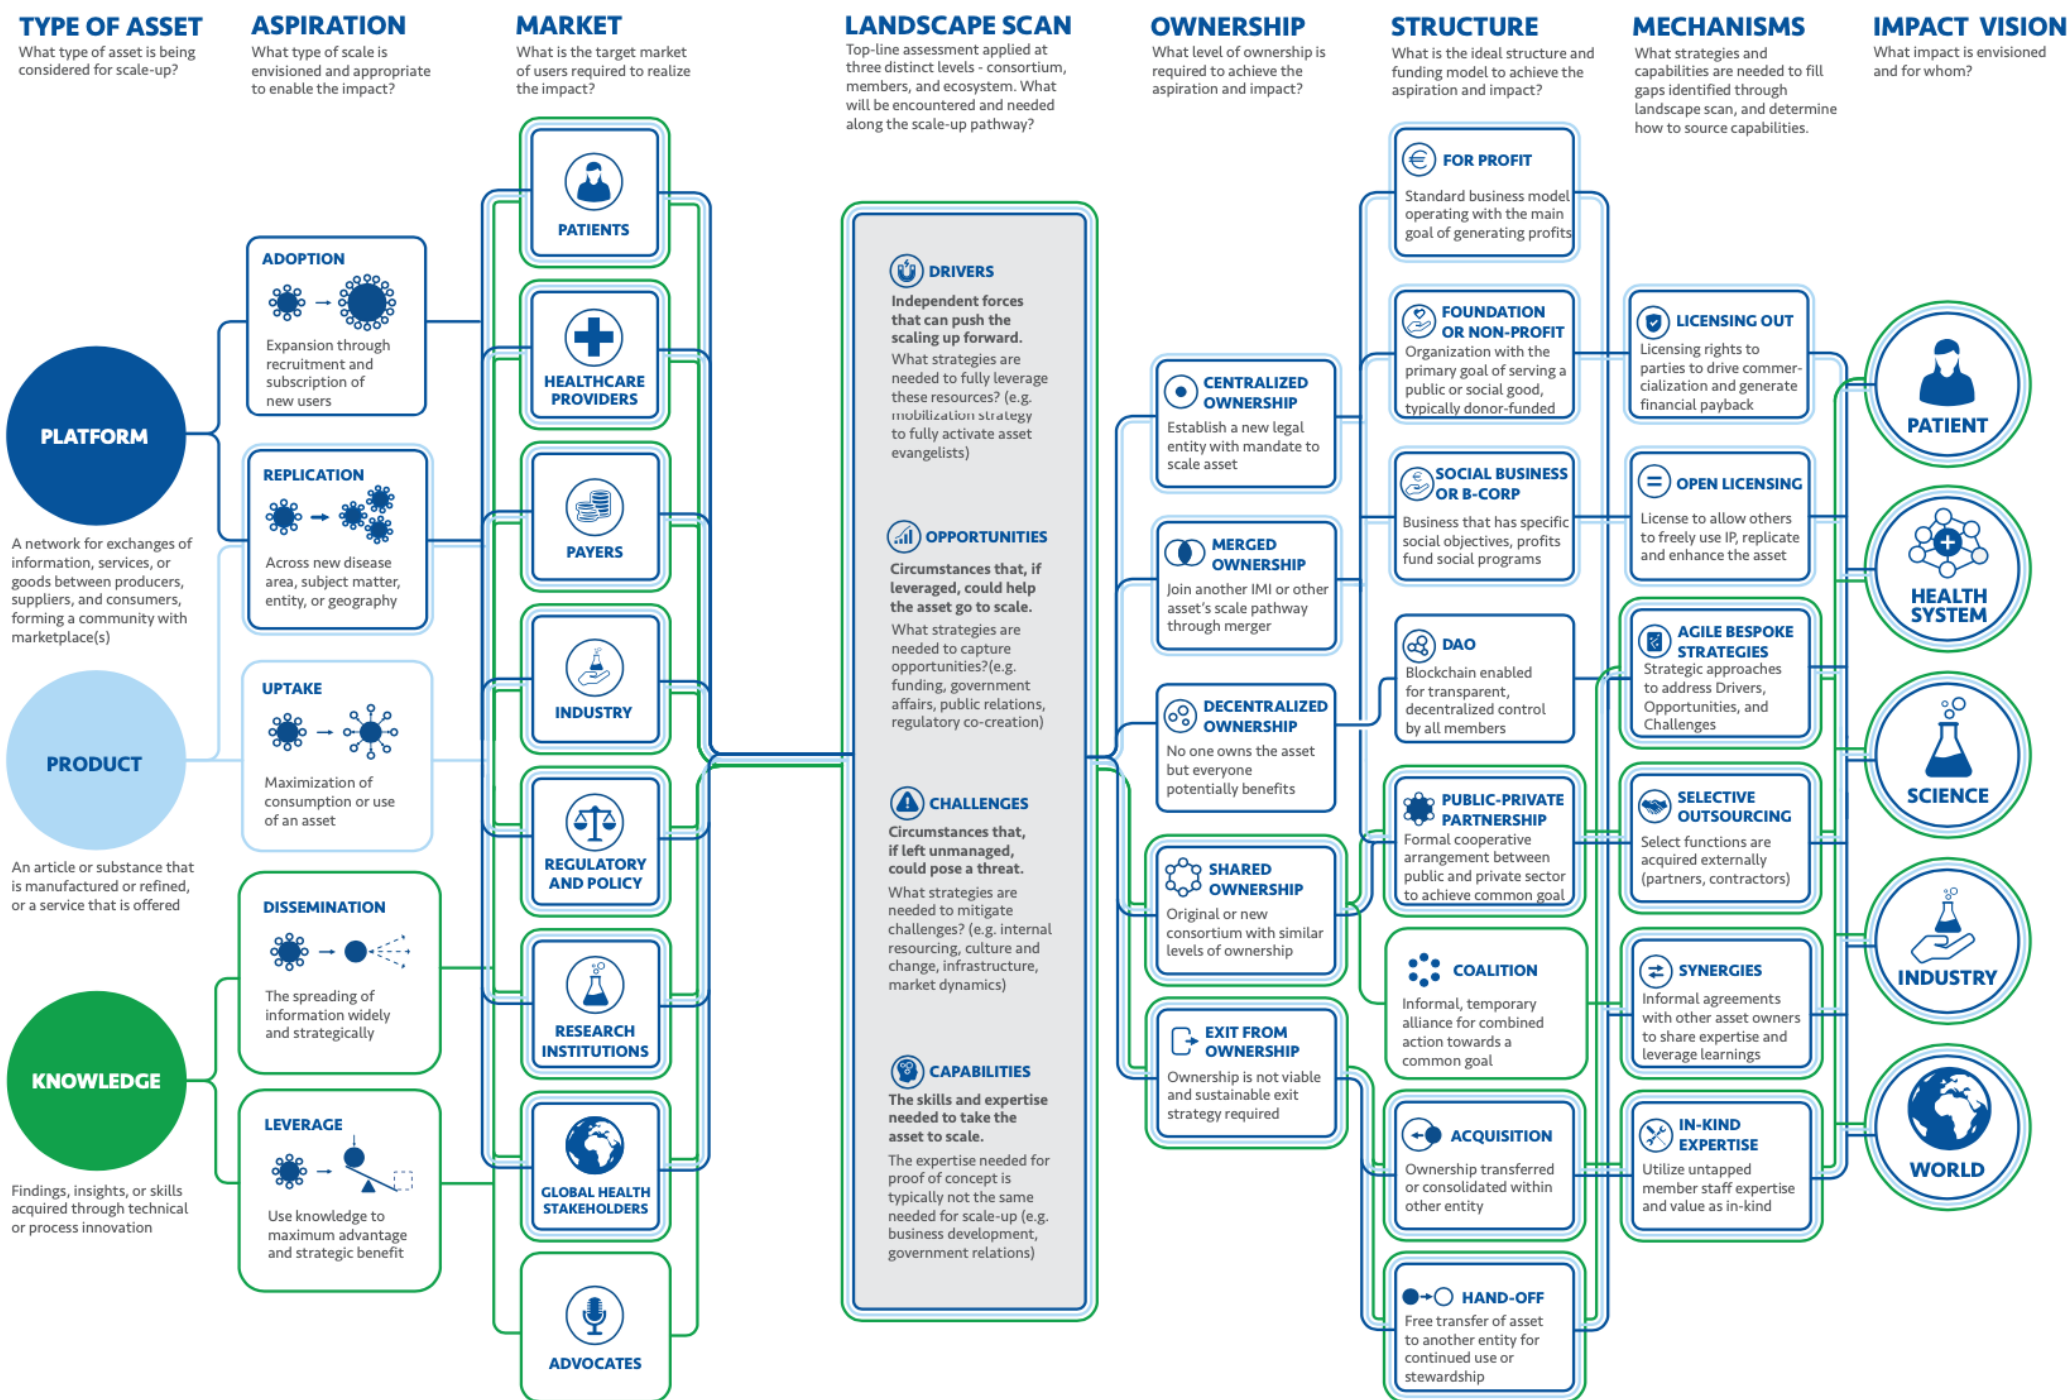 TYPE OF ASSET
What type of asset is being
considered for scale-up?
PLATFORM
A network for exchanges of
information, services, or
goods between producers,
suppliers, and consumers,
forming a community with
marketplace(s)
PRODUCT
An article or substance that
is manufactured or refined,
or a service that is offered
KNOWLEDGE
Findings, insights, or skills
acquired through technical
or process innovation
ASPIRATION
What type of scale is
envisioned and appropriate
to enable the impact?
ADOPTION
Expansion through
recruitment and
subscription of
new users
REPLICATION
Across new disease
area, subject matter,
entity, or geography
UPTAKE
Maximization of
consumption or use
of an asset
DISSEMINATION
The spreading of
information widely
and strategically
LEVERAGE
Use knowledge to
maximum advantage
and strategic benefit
MARKET
What is the target market
of users required to realize
the impact?
PATIENTS
HEALTHCARE
PROVIDERS
PAYERS
INDUSTRY
REGULATORY
AND POLICY
RESEARCH
INSTITUTIONS
GLOBAL HEALTH
STAKEHOLDERS
ADVOCATES
LANDSCAPE SCAN
Top-line assessment applied at
three distinct levels - consortium,
members, and ecosystem. What
will be encountered and needed
along the scale-up pathway?
DRIVERS
Independent forces
that can push the
scaling up forward.
What strategies are
needed to fully leverage
these resources? (e.g.
mobilization strategy
to fully activate asset
evangelists)
OPPORTUNITIES
Circumstances that, if
leveraged, could help
the asset go to scale.
What strategies are
needed to capture
opportunities?(e.g.
funding, government
affairs, public relations,
regulatory co-creation)
CHALLENGES
Circumstances that,
if left unmanaged,
could pose a threat.
What strategies are
needed to mitigate
challenges? (e.g. internal
resourcing, culture and
change, infrastructure,
market dynamics)
CAPABILITIES
The skills and expertise
needed to take the
asset to scale.
The expertise needed for
proof of concept is
typically not the same
needed for scale-up (e.g.
business development,
government relations)
OWNERSHIP
What level of ownership is
required to achieve the
aspiration and impact?
CENTRALIZED
OWNERSHIP
Establish a new legal
entity with mandate to
scale asset
MERGED
OWNERSHIP
Join another IMI or other
asset's scale pathway
through merger
DECENTRALIZED
OWNERSHIP
No one owns the asset
but everyone
potentially benefits
SHARED
OWNERSHIP
Original or new
consortium with similar
levels of ownership
EXIT FROM
OWNERSHIP
Ownership is not viable
and sustainable exit
strategy required
STRUCTURE
What is the ideal structure and
funding model to achieve the
aspiration and impact?
€ FOR PROFIT
Standard business model
operating with the main
goal of generating profits
FOUNDATION
OR NON-PROFIT
Organization with the
primary goal of serving a
public or social good,
typically donor-funded
€ SOCIAL BUSINESS
OR B-CORP
Business that has specific
social objectives, profits
fund social programs
DAO
Blockchain enabled
for transparent,
decentralized control
by all members
PUBLIC-PRIVATE
PARTNERSHIP
Formal cooperative
arrangement between
public and private sector
to achieve common goal
COALITION
Informal, temporary
alliance for combined
action towards a
common goal
ACQUISITION
Ownership transferred
or consolidated within
other entity
HAND-OFF
Free transfer of asset
to another entity for
continued use or
stewardship
MECHANISMS
What strategies and
capabilities are needed to fill
gaps identified through
landscape scan, and determine
how to source capabilities.
LICENSING OUT
Licensing rights to
parties to drive commer-
cialization and generate
financial payback
OPEN LICENSING
License to allow others
to freely use IP, replicate
and enhance the asset
AGILE BESPOKE
STRATEGIES
Strategic approaches
to address Drivers,
Opportunities, and
Challenges
SELECTIVE
OUTSOURCING
Select functions are
acquired externally
(partners, contractors)
SYNERGIES
Informal agreements
with other asset owners
to share expertise and
leverage learnings
IN-KIND
EXPERTISE
Utilize untapped
member staff expertise
and value as in-kind
IMPACT VISION
What impact is envisioned
and for whom?
PATIENT
HEALTH
SYSTEM
SCIENCE
INDUSTRY
WORLD